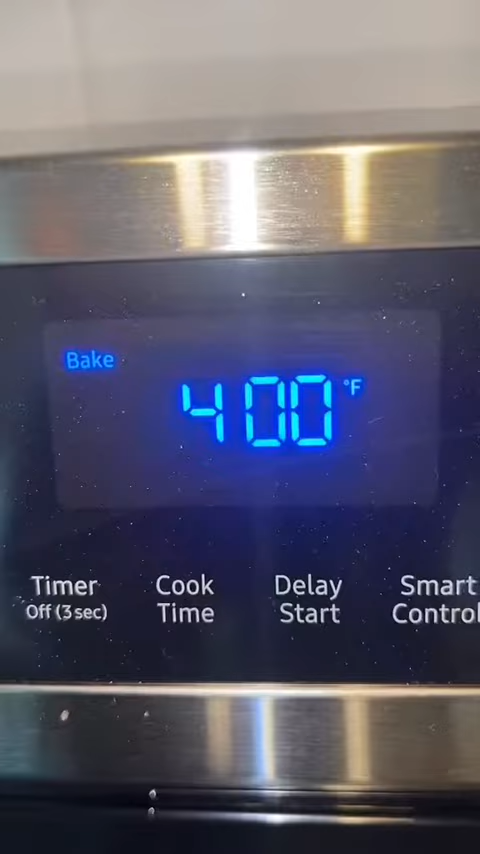 Bake
400 °F
Timer
Off (3 sec)
Cook
Time
Delay
Start
Smart
Control